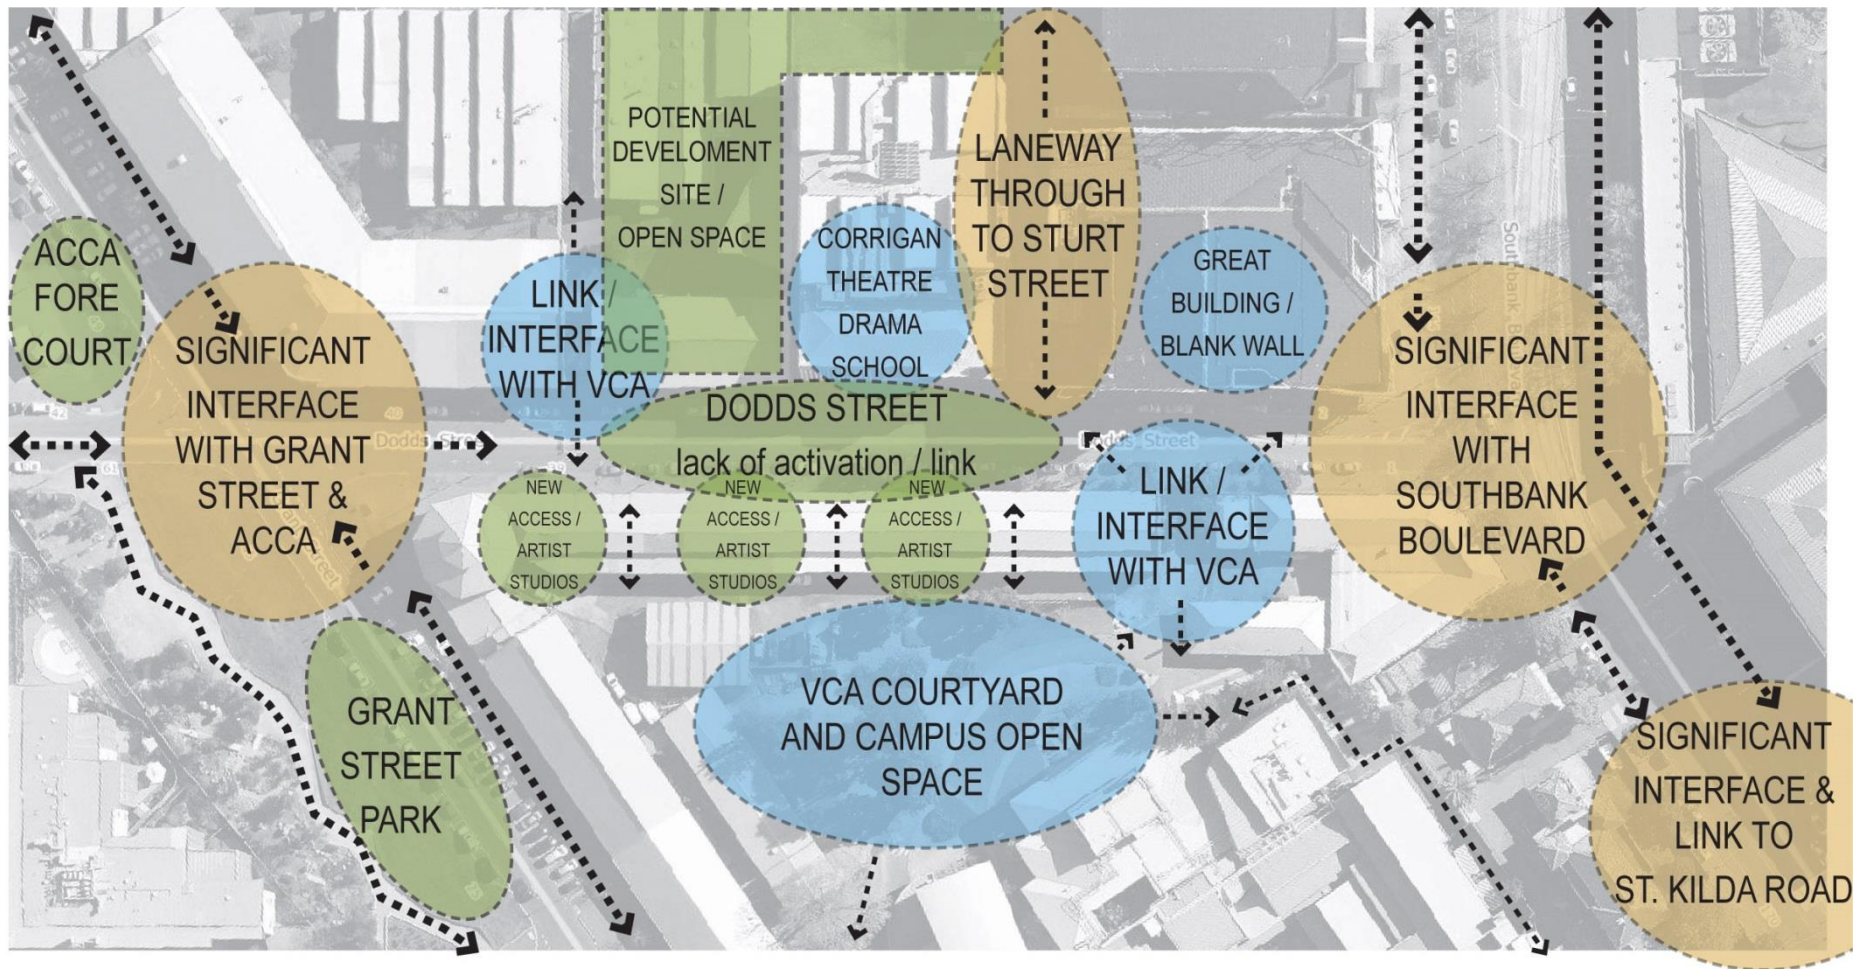 POTENTIAL
DEVELOMENT
SITE /
OPEN SPACE
LANEWAY
THROUGH
TO STURT
STREET
ACCA
FORE
COURT
SIGNIFICANT
INTERFACE
WITH GRANT
STREET &
ACCA
LINK /
INTERFACE
WITH VCA
CORRIGAN
THEATRE
DRAMA
SCHOOL
GREAT
BUILDING /
BLANK WALL
SIGNIFICANT
INTERFACE
WITH
SOUTHBANK
BOULEVARD
DODDS STREET
lack of activation / link
Dodds Street
Dodds Street
NEW
ACCESS /
ARTIST
STUDIOS
NEW
ACCESS /
ARTIST
STUDIOS
NEW
ACCESS /
ARTIST
STUDIOS
LINK /
INTERFACE
WITH VCA
GRANT
STREET
PARK
VCA COURTYARD
AND CAMPUS OPEN
SPACE
SIGNIFICANT
INTERFACE &
LINK TO
ST. KILDA ROAD